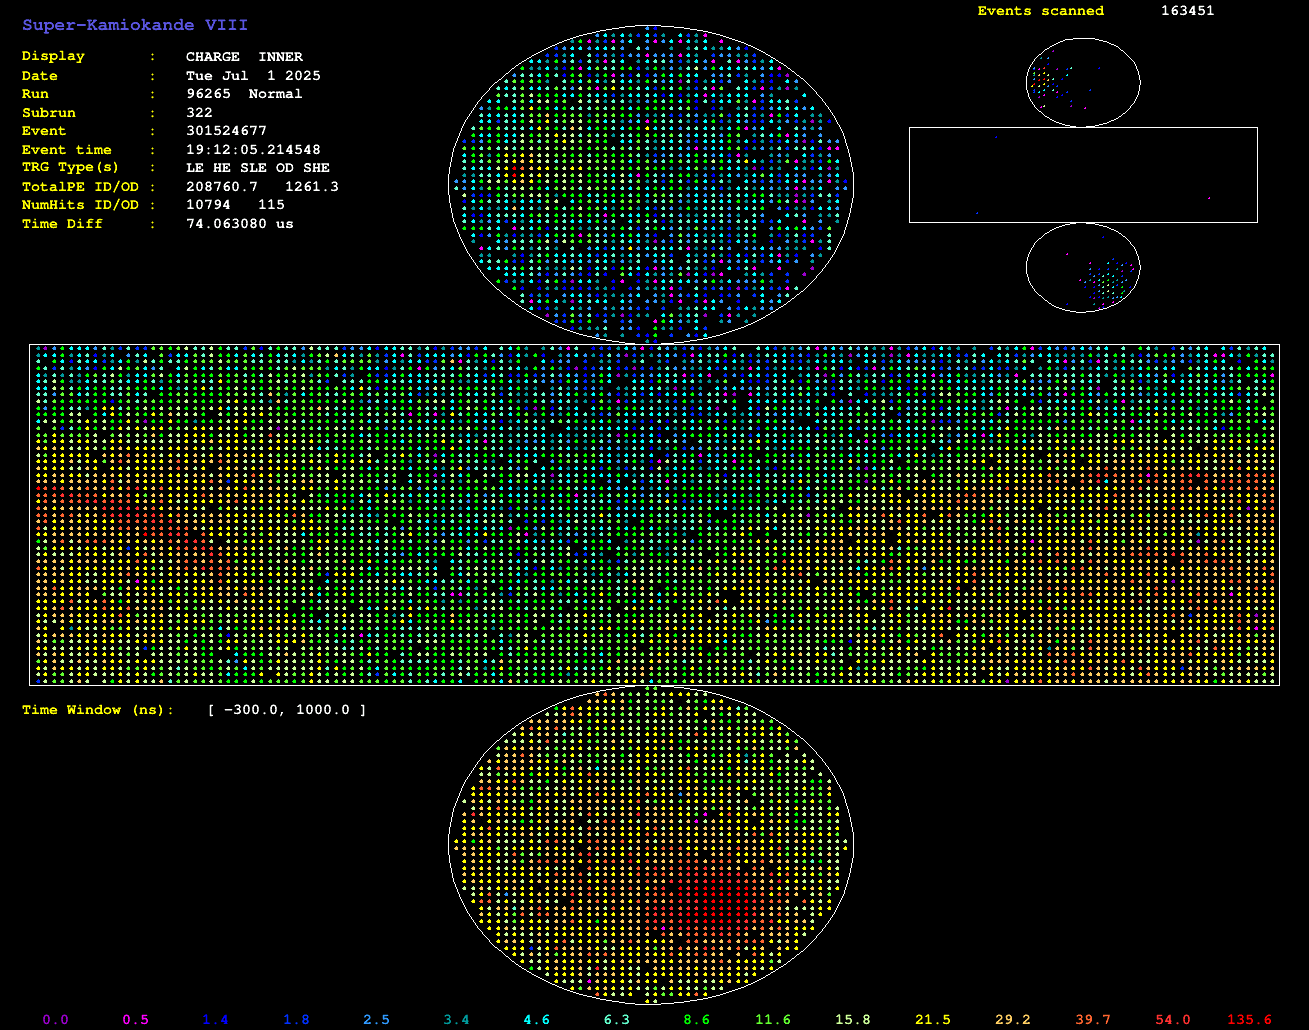 Super-Kamiokande VIII
Events scanned 163451
Display : CHARGE INNER
Date : Tue Jul 1 2025
Run : 96265 Normal
Subrun : 322
Event : 301524677
Event time : 19:12:05.214548
TRG Type(s) : LE HE SLE OD SHE
TotalPE ID/OD : 208760.7 1261.3
NumHits ID/OD : 10794 115
Time Diff : 74.063080 us
Time Window (ns): [ -300.0, 1000.0 ]
0.0 0.5 1.4 1.8 2.5 3.4 4.6 6.3 8.6 11.6 15.8 21.5 29.2 39.7 54.0 135.6